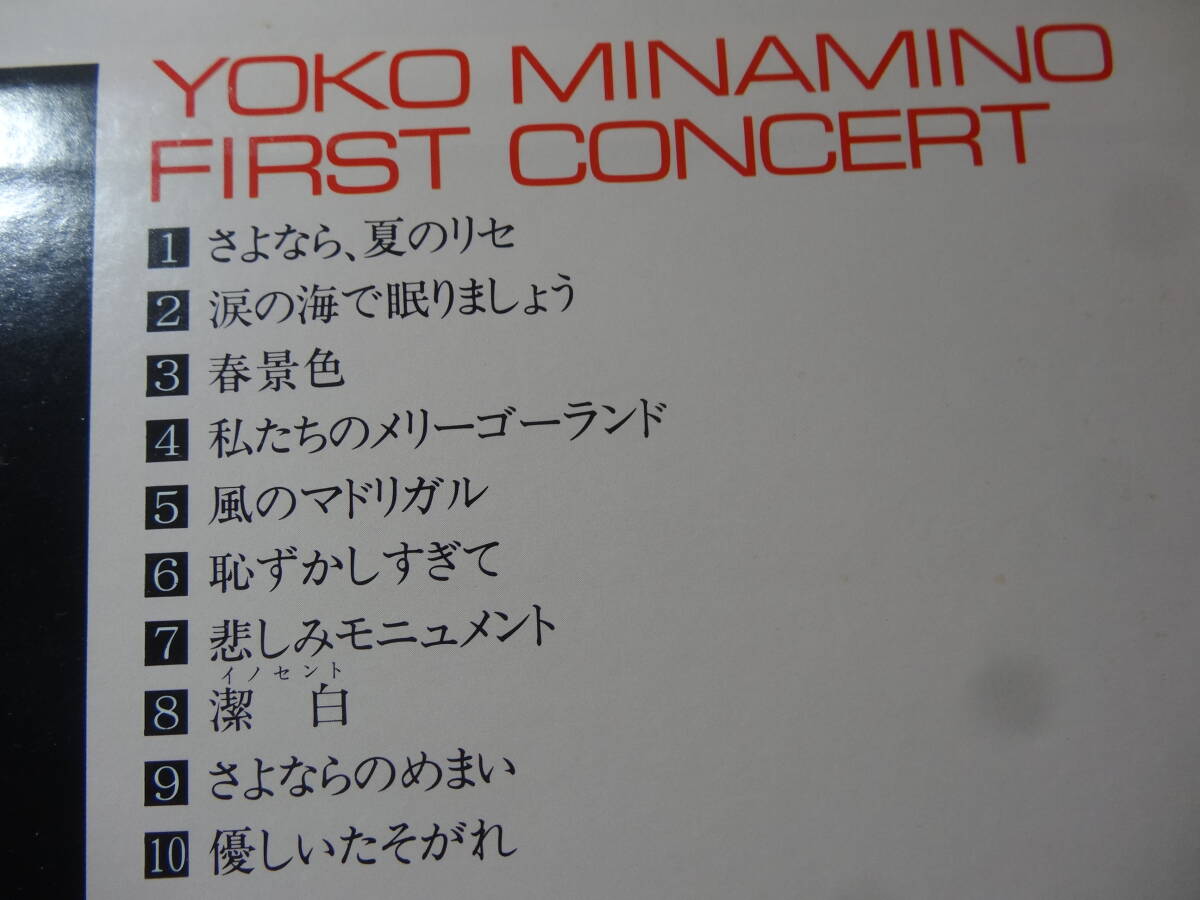 YOKO MINAMINO
FIRST CONCERT
1 さよなら、夏のリセ
2 涙の海で眠りましょう
3 春景色
4 私たちのメリーゴーランド
5 風のマドリガル
6 恥ずかしすぎて
7 悲しみモニュメント
イノセント
8 潔 白
9 さよならのめまい
10 優しいたそがれ